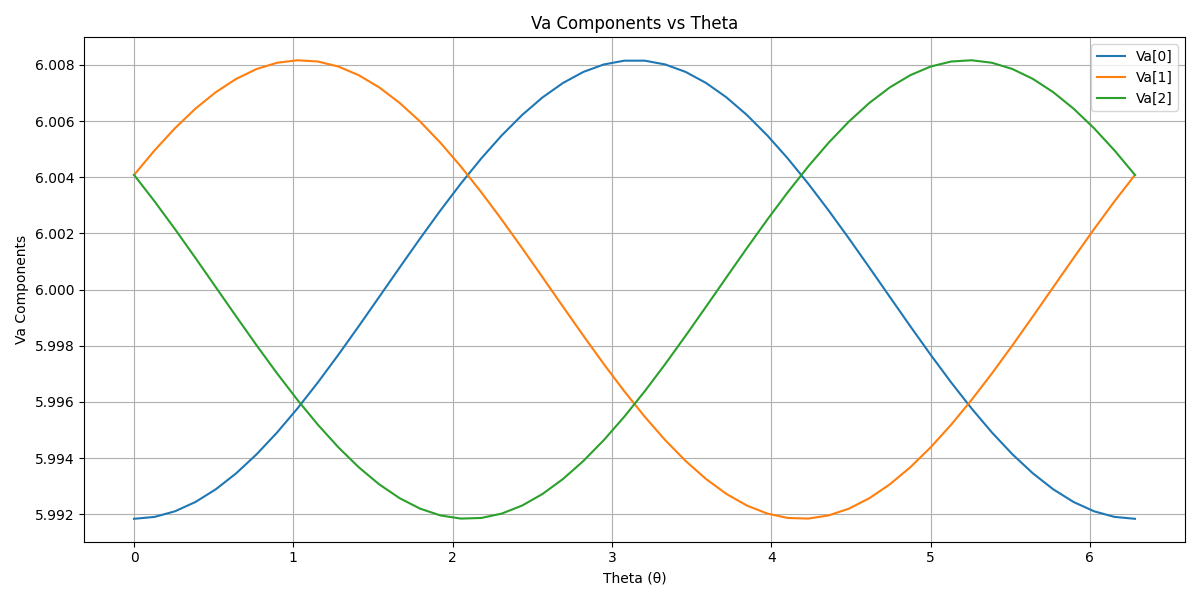 Va Components vs Theta
Va[0]
Va[1]
Va[2]
Va Components
6.008
6.006
6.004
6.002
6.000
5.998
5.996
5.994
5.992
0 1 2 3 4 5 6
Theta (θ)